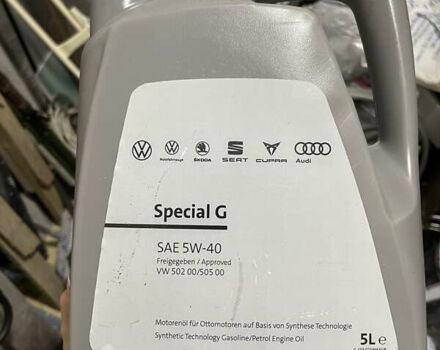 ŠKODA SEAT CUPRA Audi
Special G
SAE 5W-40
Freigegeben / Approved
VW 502 00/505 00
Motorenöl für Ottomotoren auf Basis von Synthese Technologie
Synthetic Technology Gasoline/Petrol Engine Oil
5L e